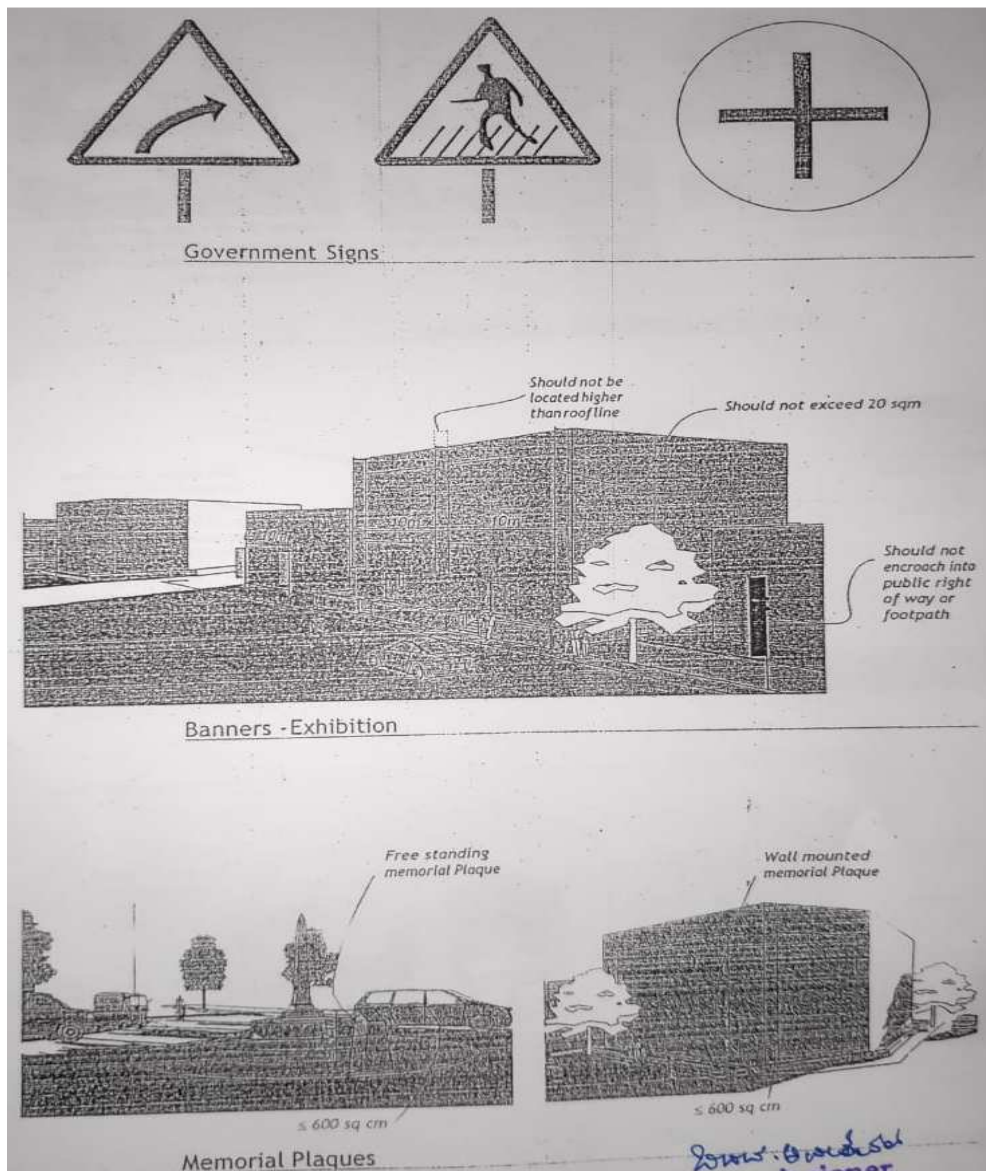 Government Signs
Should not be
located higher
than roofline
Should not exceed 20 sqm
10m
Should not
encroach into
public right
of way or
footpath
Banners -Exhibition
Free standing
memorial Plaque
Wall mounted
memorial Plaque
≤ 600 sq cm
≤ 600 sq cm
Memorial Plaques